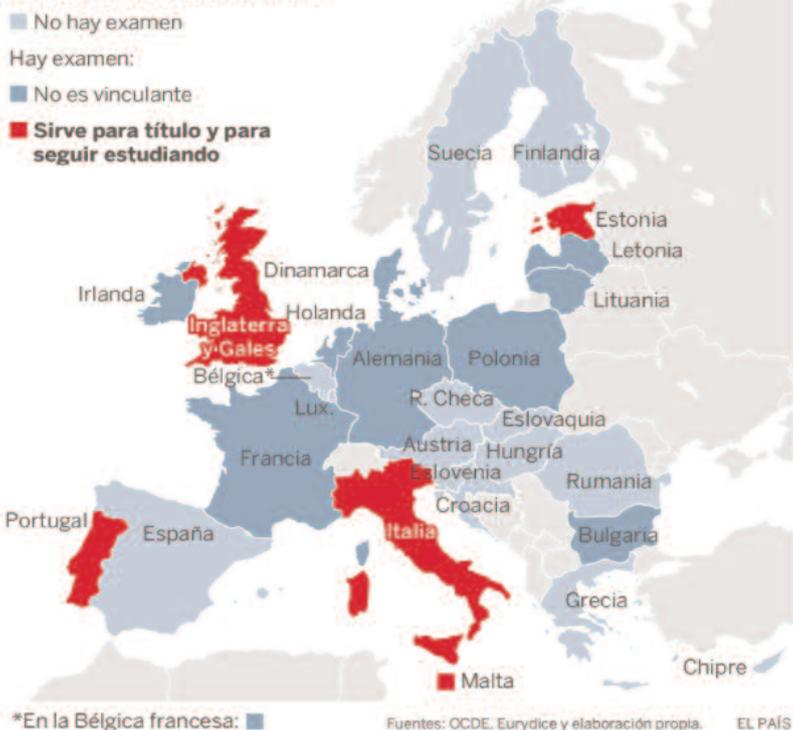 No hay examen
Hay examen:
No es vinculante
Sirve para título y para
seguir estudiando
Suecia Finlandia
Estonia
Letonia
Lituania
Dinamarca
Irlanda
Holanda
Inglaterra
y Gales
Alemania Polonia
Bélgica*
Lux.
R. Checa
Eslovaquia
Austria
Hungría
Francia
Eslovenia
Rumania
Croacia
Portugal
España
Italia
Bulgaria
Grecia
Chipre
Malta
*En la Bélgica francesa:
Fuentes: OCDE, Eurydice y elaboración propia. EL PAÍS